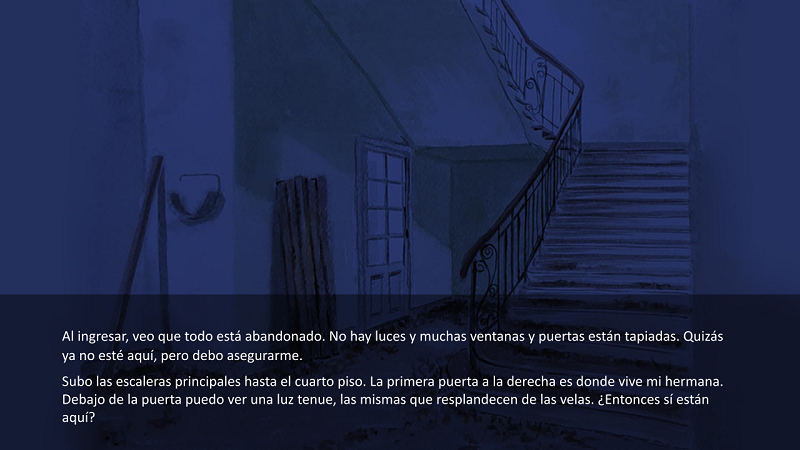 Al ingresar, veo que todo está abandonado. No hay luces y muchas ventanas y puertas están tapiadas. Quizás
ya no esté aquí, pero debo asegurarme.
Subo las escaleras principales hasta el cuarto piso. La primera puerta a la derecha es donde vive mi hermana.
Debajo de la puerta puedo ver una luz tenue, las mismas que resplandecen de las velas. ¿Entonces sí están
aquí?